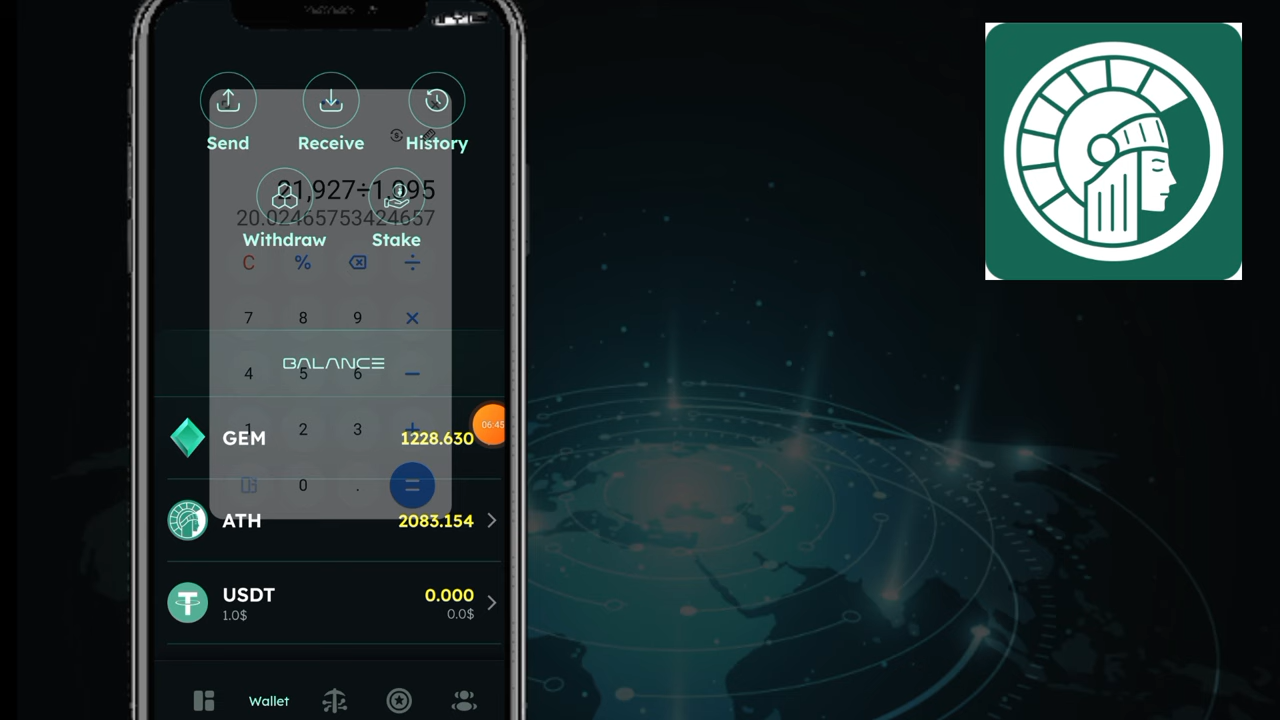 Send Receive History
21,927÷1,095
20.02465753424657
Withdraw Stake
C % ÷
7 8 9 ×
BALANCE
4 5 6 −
1 2 3 +
GEM 1228.630
06:45
0 . =
ATH 2083.154
USDT 0.000
1.0$ 0.0$
Wallet